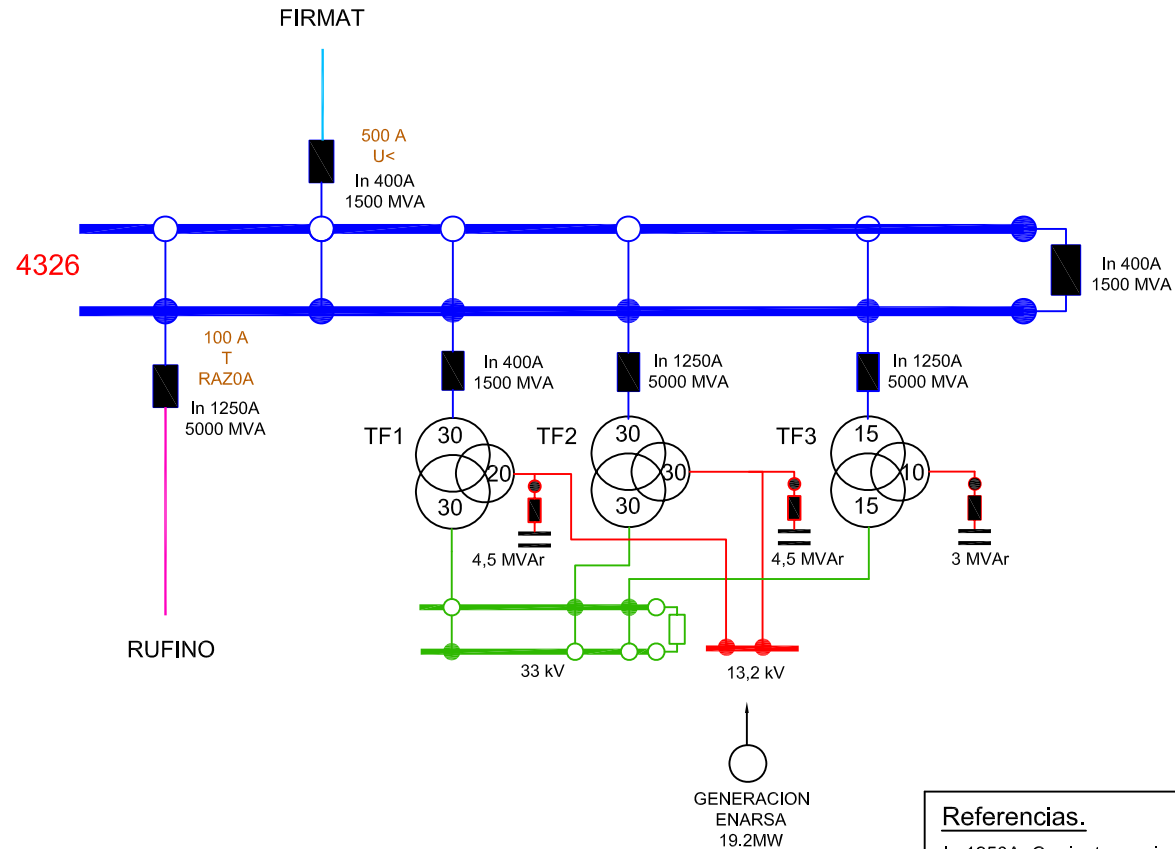 FIRMAT
500 A
U<
In 400A
1500 MVA
4326
In 400A
1500 MVA
100 A
T
RAZ0A
In 1250A
5000 MVA
In 400A
1500 MVA
In 1250A
5000 MVA
In 1250A
5000 MVA
TF1
30
20
30
TF2
30
30
30
TF3
15
10
15
4,5 MVAr
4,5 MVAr
3 MVAr
RUFINO
33 kV
13,2 kV
GENERACION
ENARSA
19.2MW
Referencias.